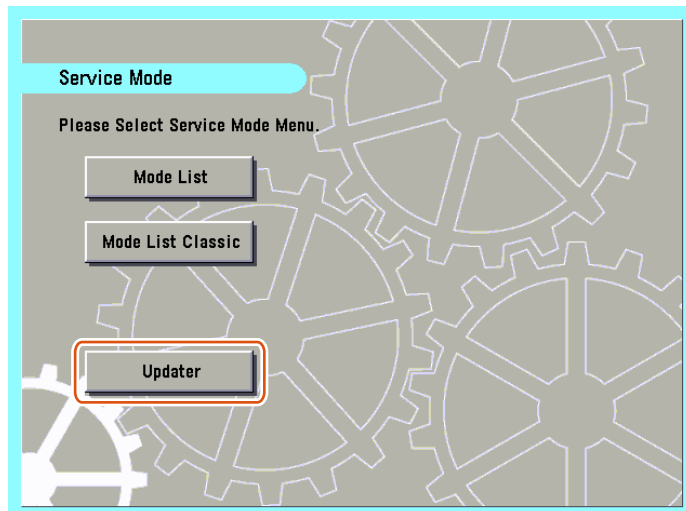 Service Mode
Please Select Service Mode Menu.
Mode List
Mode List Classic
Updater